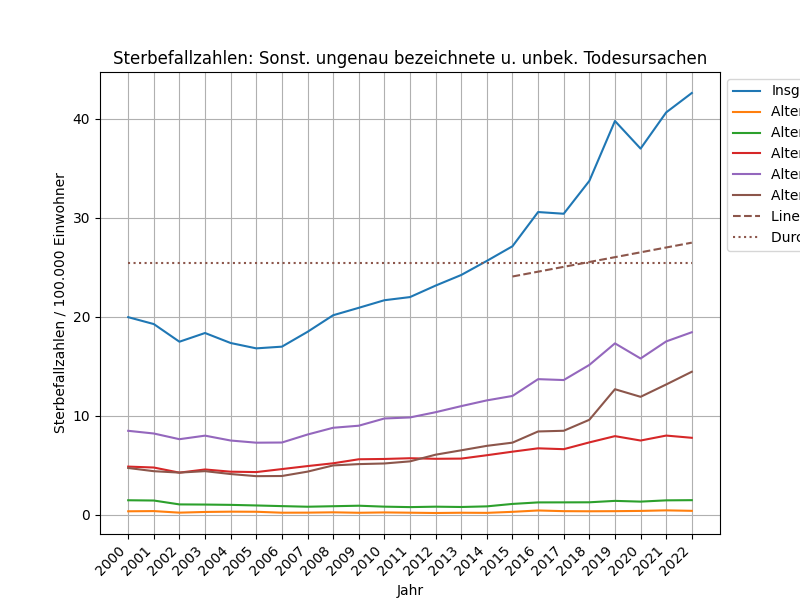 Sterbefallzahlen: Sonst. ungenau bezeichnete u. unbek. Todesursachen
Sterbefallzahlen / 100.000 Einwohner
40
30
20
10
0
2000 2001 2002 2003 2004 2005 2006 2007 2008 2009 2010 2011 2012 2013 2014 2015 2016 2017 2018 2019 2020 2021 2022
Jahr
Insg
Alter
Alter
Alter
Alter
Alter
Line
Durc